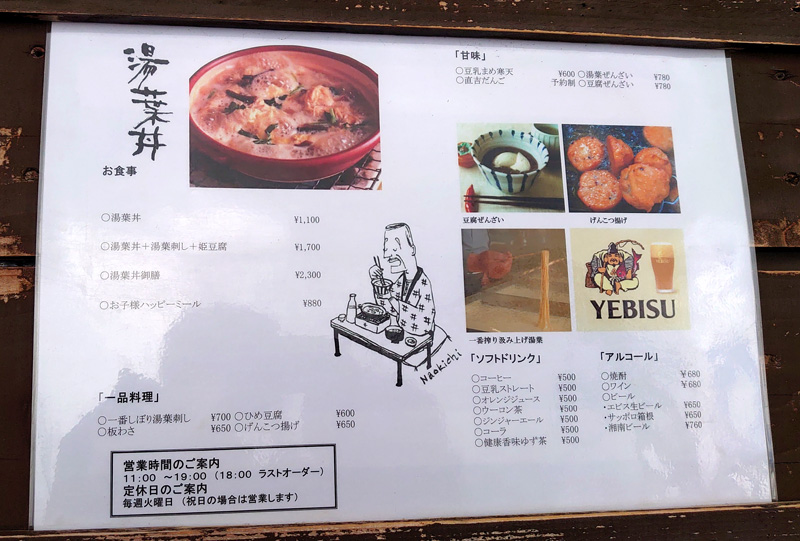 湯葉丼
お食事
○湯葉丼 ¥1,100
○湯葉丼＋湯葉刺し＋姫豆腐 ¥1,700
○湯葉丼御膳 ¥2,300
○お子様ハッピーミール ¥880
Naokichi
「一品料理」
○一番しぼり湯葉刺し ¥700 ○ひめ豆腐 ¥600
○板わさ ¥650 ○げんこつ揚げ ¥650
営業時間のご案内
11:00 ～19:00 (18:00 ラストオーダー)
定休日のご案内
毎週火曜日 (祝日の場合は営業します)
「甘味」
○豆乳まめ寒天 ¥600 ○湯葉ぜんざい ¥780
○直吉だんご 予約制 ○豆腐ぜんざい ¥780
豆腐ぜんざい
げんこつ揚げ
一番搾り汲み上げ湯葉
YEBISU
「ソフトドリンク」
○コーヒー ¥500
○豆乳ストレート ¥500
○オレンジジュース ¥500
○ウーコン茶 ¥500
○ジンジャーエール ¥500
○コーラ ¥500
○健康香味ゆず茶 ¥500
「アルコール」
○焼酎 ¥680
○ワイン ¥680
○ビール
・エビス生ビール ¥650
・サッポロ箱根 ¥650
・湘南ビール ¥760